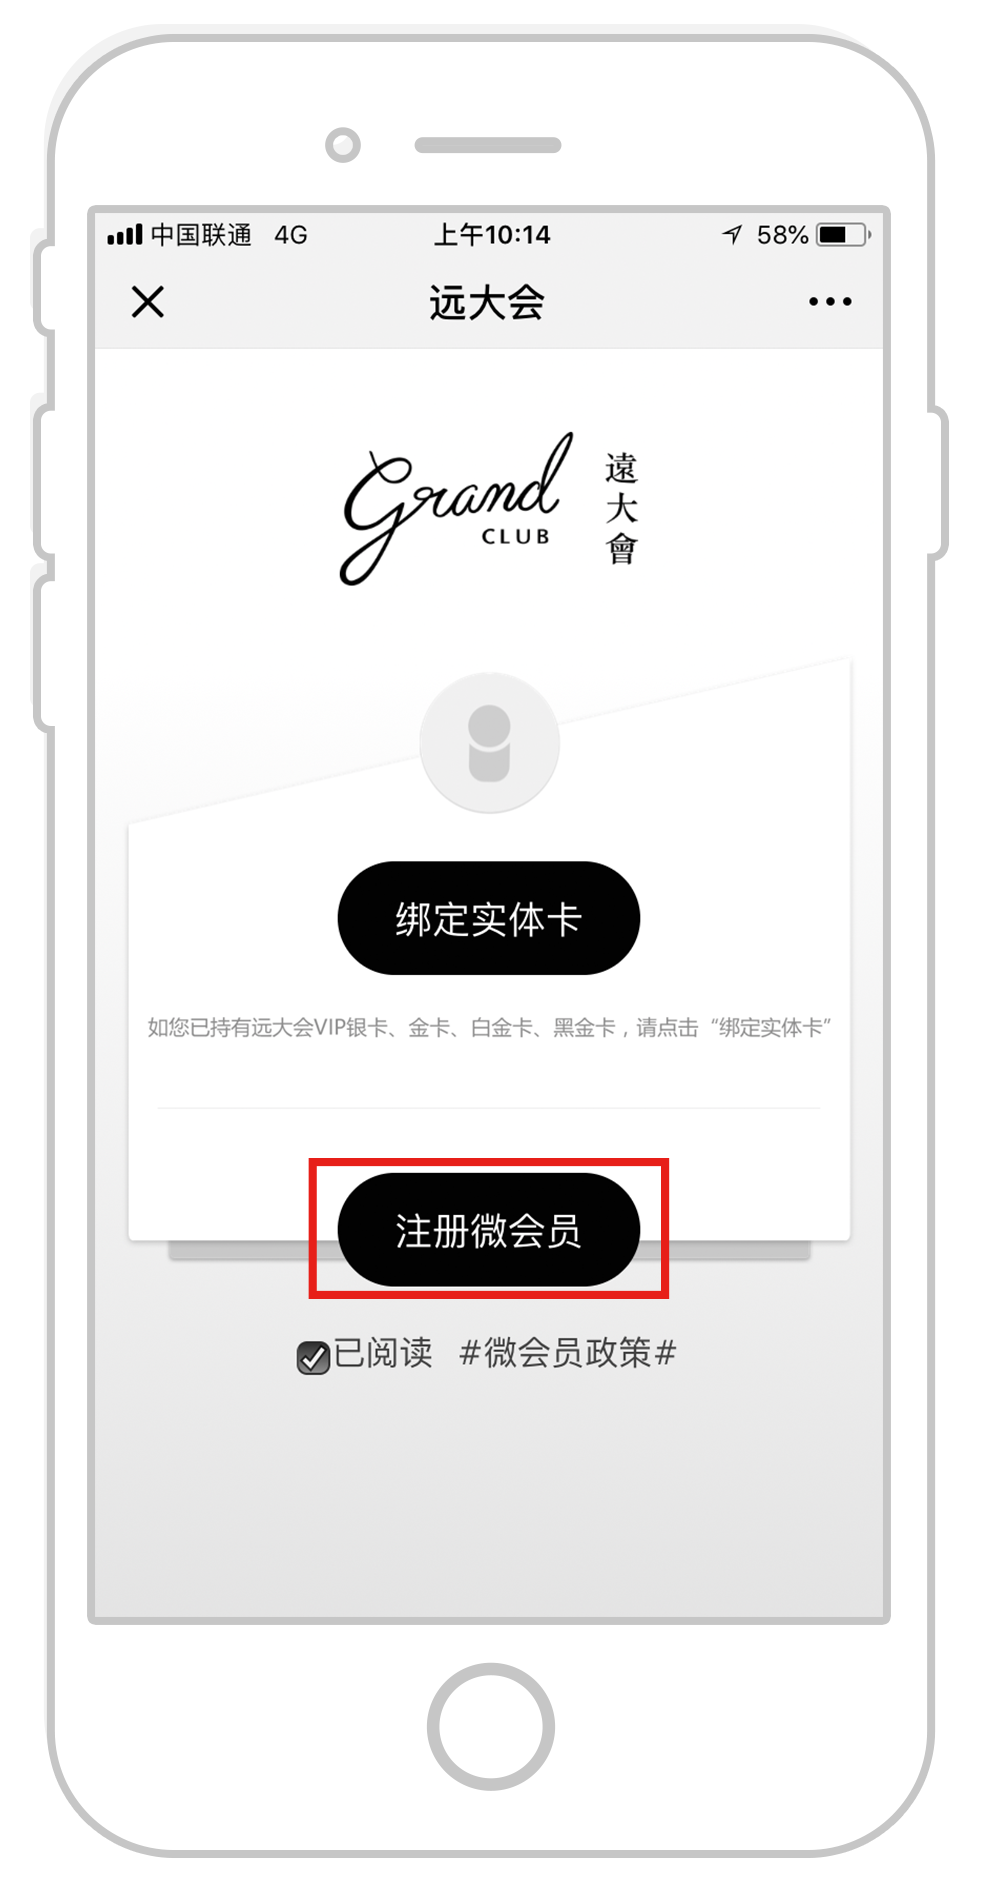 中国联通 4G 上午10:14 58%
远大会
Grand CLUB
遠大會
绑定实体卡
如您已持有远大会VIP银卡、金卡、白金卡、黑金卡，请点击“绑定实体卡”
注册微会员
已阅读 #微会员政策#